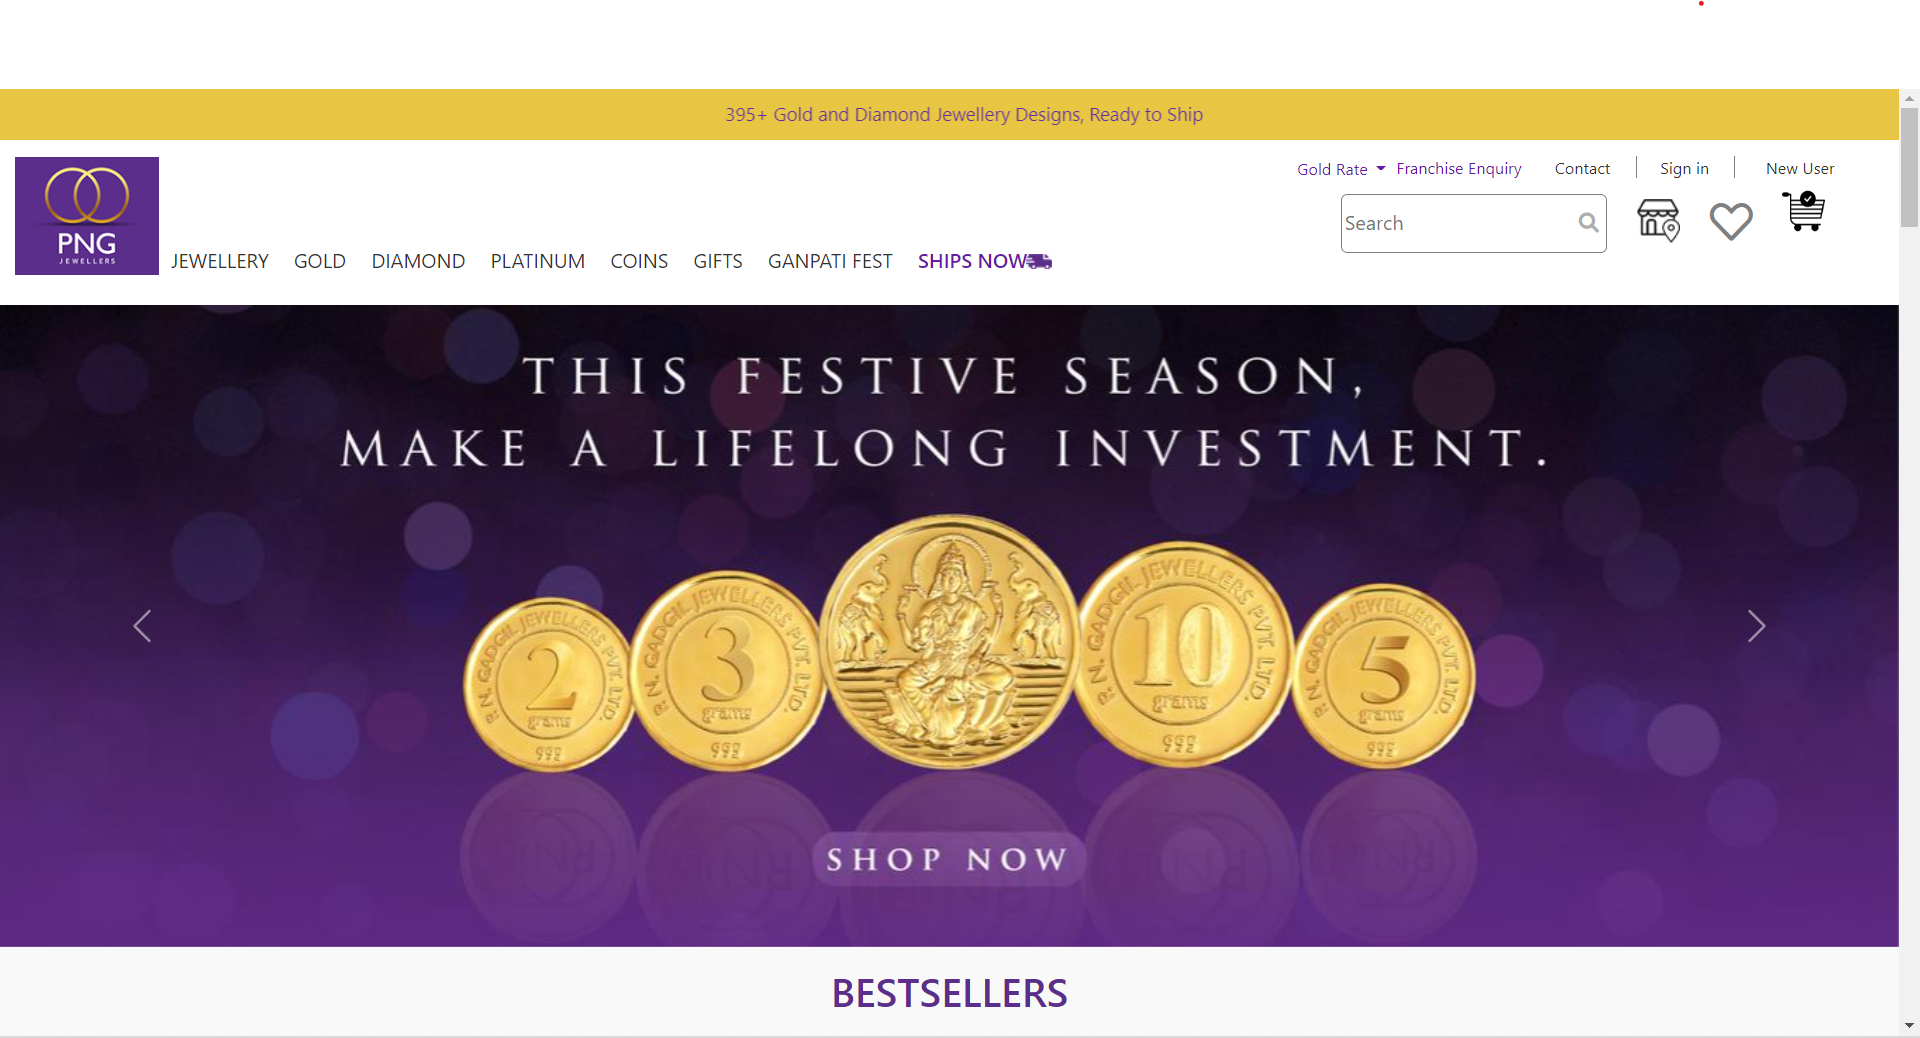 395+ Gold and Diamond Jewellery Designs, Ready to Ship
Gold Rate Franchise Enquiry Contact Sign in New User
Search
PNG
JEWELLERS
JEWELLERY GOLD DIAMOND PLATINUM COINS GIFTS GANPATI FEST SHIPS NOW
THIS FESTIVE SEASON,
MAKE A LIFELONG INVESTMENT.
P. N. GADGIL JEWELLERS PVT. LTD.
2
grams
999
P. N. GADGIL JEWELLERS PVT. LTD.
3
grams
999
P. N. GADGIL JEWELLERS PVT. LTD.
10
grams
999
P. N. GADGIL JEWELLERS PVT. LTD.
5
grams
999
SHOP NOW
BESTSELLERS